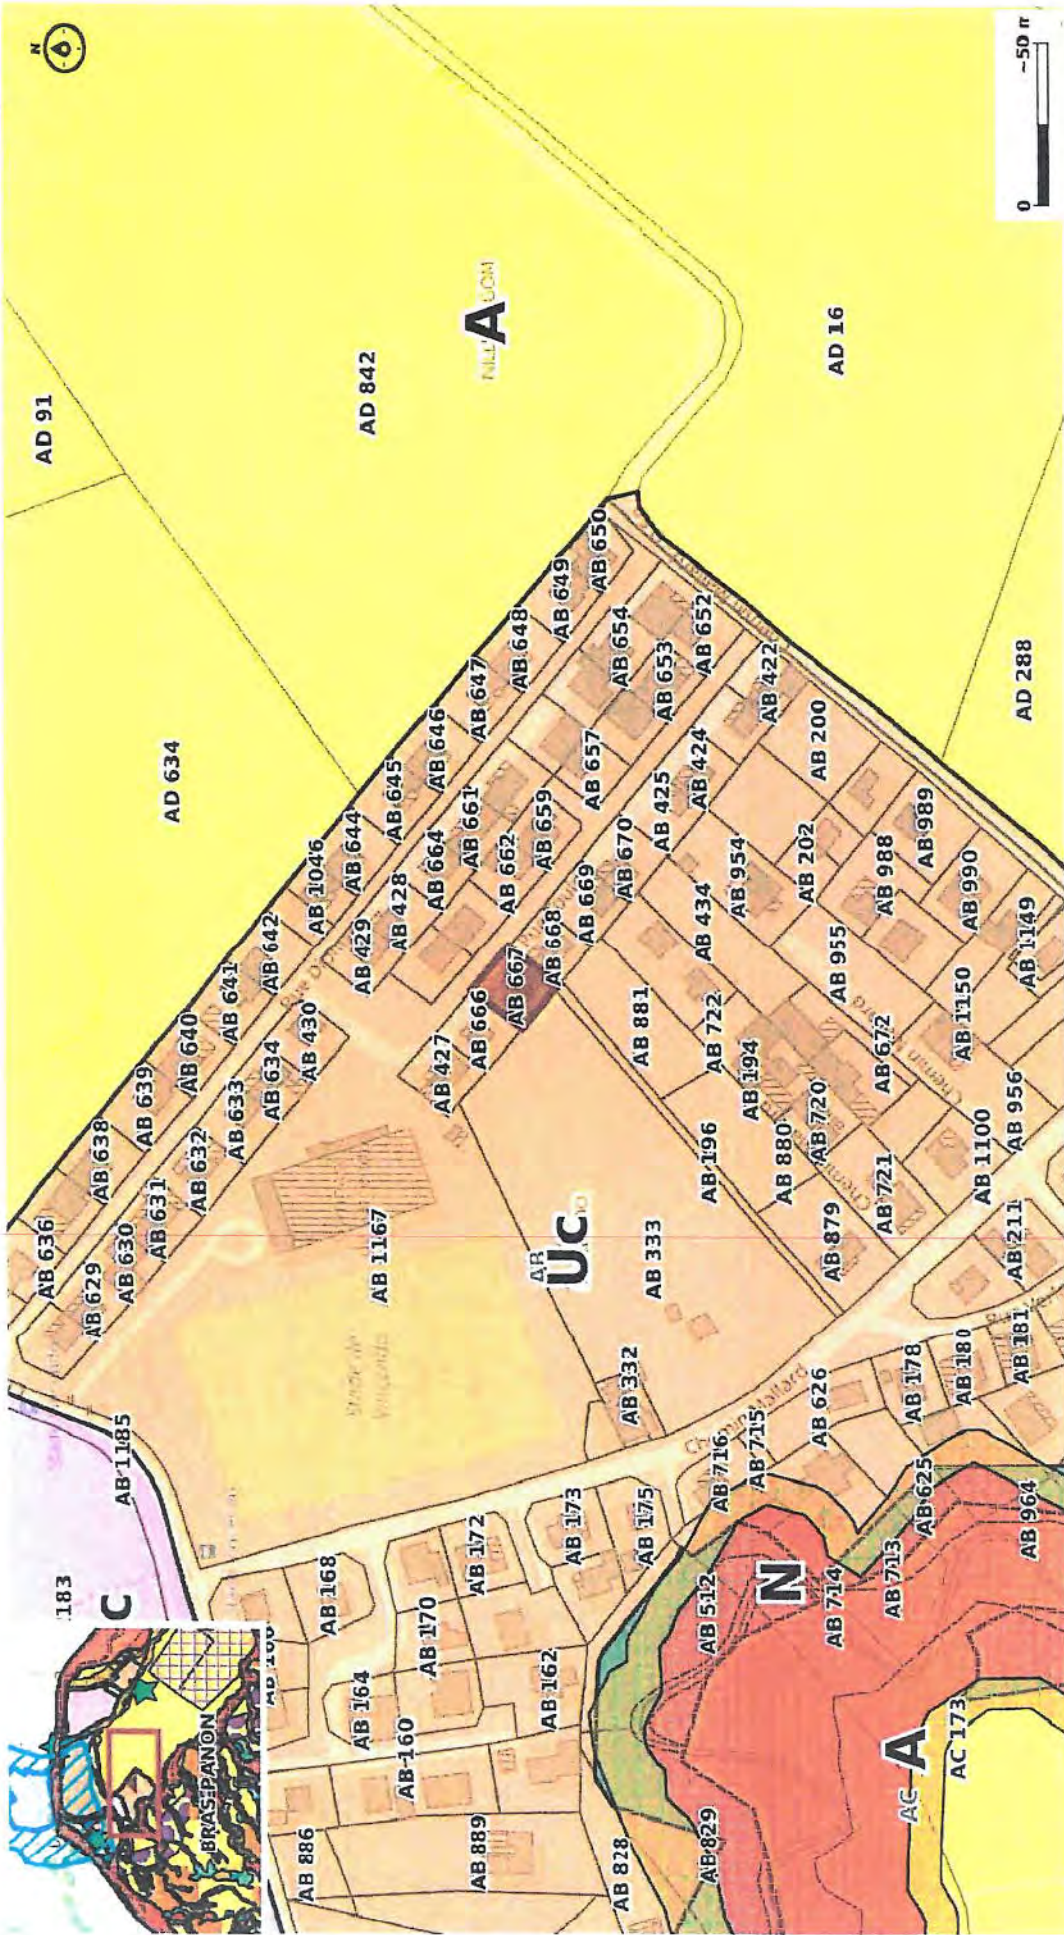 N
~50 m
0
AD 91
AD 842
A
AD 16
AD 634
AD 288
AB 650
AB 649
AB 648
AB 647
AB 646
AB 645
AB 644
AB 1046
AB 642
AB 641
AB 640
AB 639
AB 638
AB 636
AB 654
AB 653
AB 652
AB 422
AB 200
AB 657
AB 424
AB 425
AB 661
AB 659
AB 664
AB 662
AB 428
AB 429
AB 670
AB 669
AB 668
AB 667
AB 666
AB 427
AB 430
AB 634
AB 633
AB 632
AB 631
AB 630
AB 629
AB 202
AB 989
AB 988
AB 990
AB 954
AB 434
AB 955
AB 1149
AB 1150
AB 881
AB 722
AB 194
AB 672
AB 720
AB 956
AB 1100
AB 196
AB 880
AB 721
AB 879
AB 211
AB 1167
AB
Uc
AB 333
Stade de
AB 332
Chemin Mallard
AB 626
AB 178
AB 180
AB 181
AB 1185
AB 716
AB 715
AB 625
AB 964
AB 168
AB 172
AB 173
AB 175
AB 170
AB 164
AB 160
AB 162
AB 512
N
AB 714
AB 713
C
BRAS-PANON
AB 886
AB 889
AB 828
AB 829
AC
A
AC 173